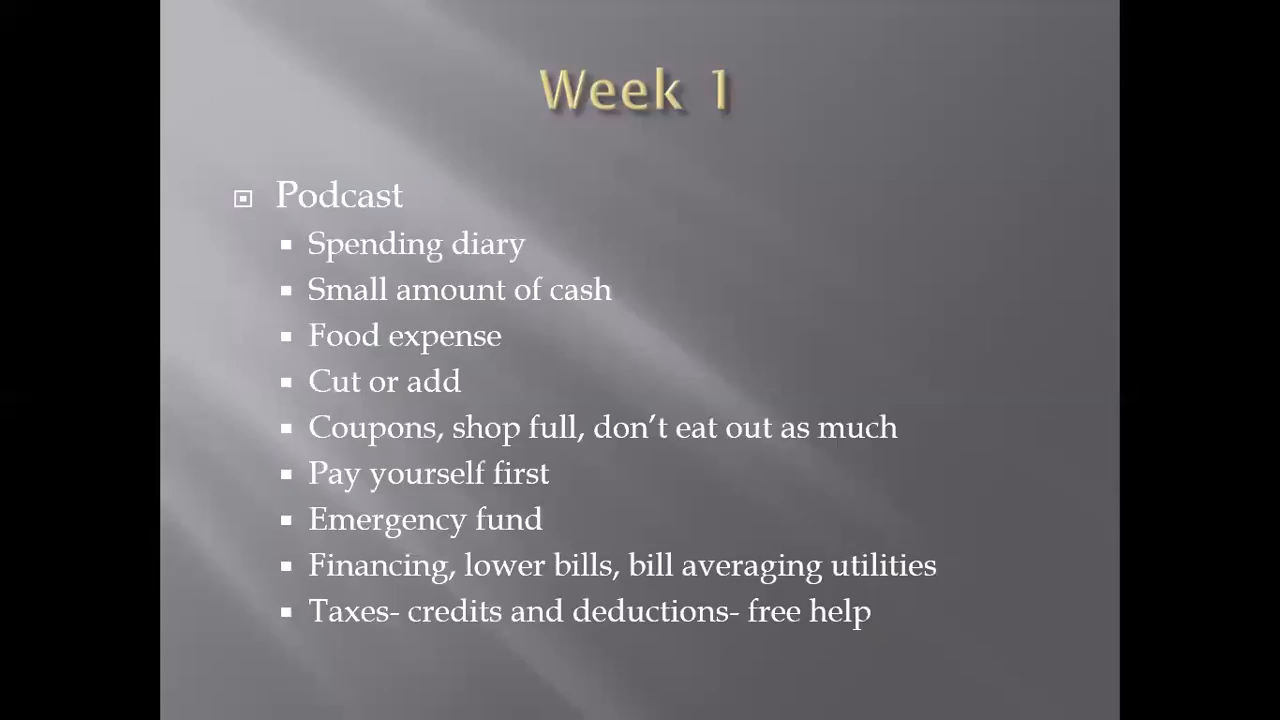 Week 1
Podcast
Spending diary
Small amount of cash
Food expense
Cut or add
Coupons, shop full, don’t eat out as much
Pay yourself first
Emergency fund
Financing, lower bills, bill averaging utilities
Taxes- credits and deductions- free help